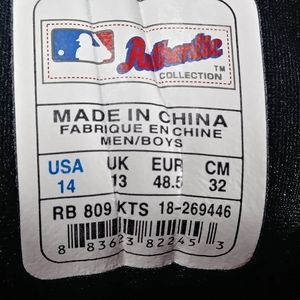 Authentic
COLLECTION ™
MADE IN CHINA
FABRIQUE EN CHINE
MEN/BOYS
USA UK EUR CM
14 13 48.5 32
RB 809 KTS 18-269446
8 83623 82245 3